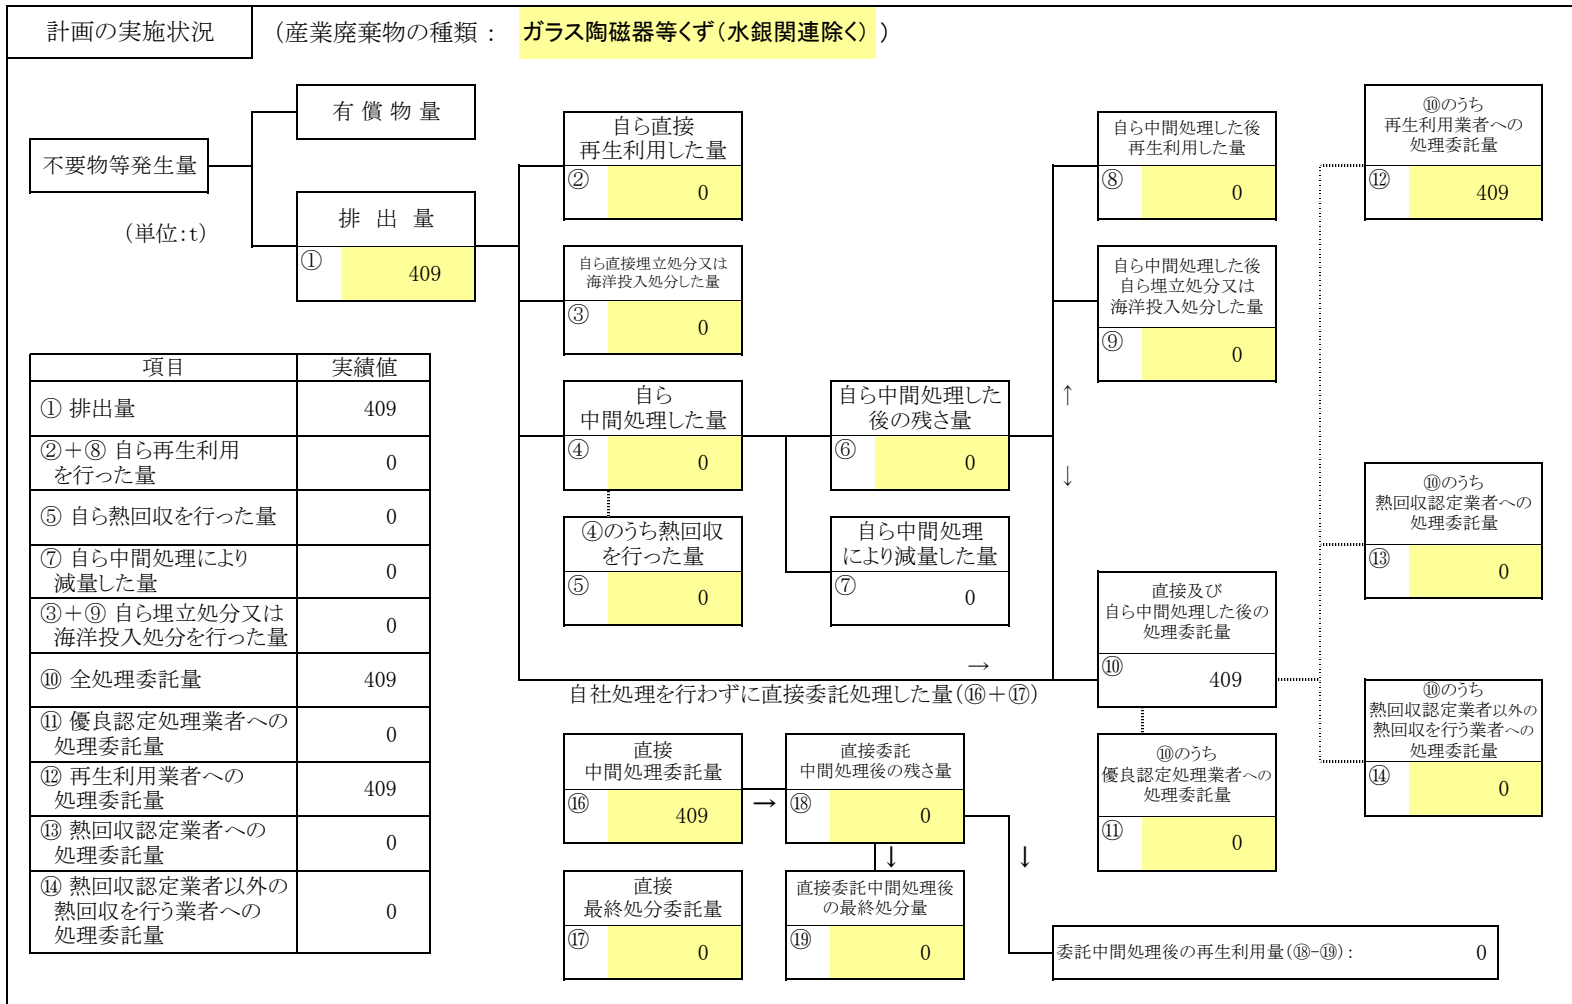 計画の実施状況 (産業廃棄物の種類： ガラス陶磁器等くず(水銀関連除く) )
有 償 物 量
不要物等発生量
(単位:t)
排 出 量
① 409
自ら直接
再生利用した量
② 0
自ら直接埋立処分又は
海洋投入処分した量
③ 0
自ら
中間処理した量
④ 0
④のうち熱回収
を行った量
⑤ 0
自ら中間処理した
後の残さ量
⑥ 0
自ら中間処理
により減量した量
⑦ 0
自ら中間処理した後
再生利用した量
⑧ 0
自ら中間処理した後
自ら埋立処分又は
海洋投入処分した量
⑨ 0
↑
↓
直接及び
自ら中間処理した後の
処理委託量
⑩ 409
→
自社処理を行わずに直接委託処理した量(⑯＋⑰)
⑩のうち
優良認定処理業者への
処理委託量
⑪ 0
⑩のうち
再生利用業者への
処理委託量
⑫ 409
⑩のうち
熱回収認定業者への
処理委託量
⑬ 0
⑩のうち
熱回収認定業者以外の
熱回収を行う業者への
処理委託量
⑭ 0
直接
中間処理委託量
⑯ 409
→
直接委託
中間処理後の残さ量
⑱ 0
↓
↓
直接
最終処分委託量
⑰ 0
直接委託中間処理後
の最終処分量
⑲ 0
委託中間処理後の再生利用量(⑱-⑲)： 0
項目 実績値
① 排出量 409
②＋⑧ 自ら再生利用
を行った量 0
⑤ 自ら熱回収を行った量 0
⑦ 自ら中間処理により
減量した量 0
③＋⑨ 自ら埋立処分又は
海洋投入処分を行った量 0
⑩ 全処理委託量 409
⑪ 優良認定処理業者への
処理委託量 0
⑫ 再生利用業者への
処理委託量 409
⑬ 熱回収認定業者への
処理委託量 0
⑭ 熱回収認定業者以外の
熱回収を行う業者への
処理委託量 0